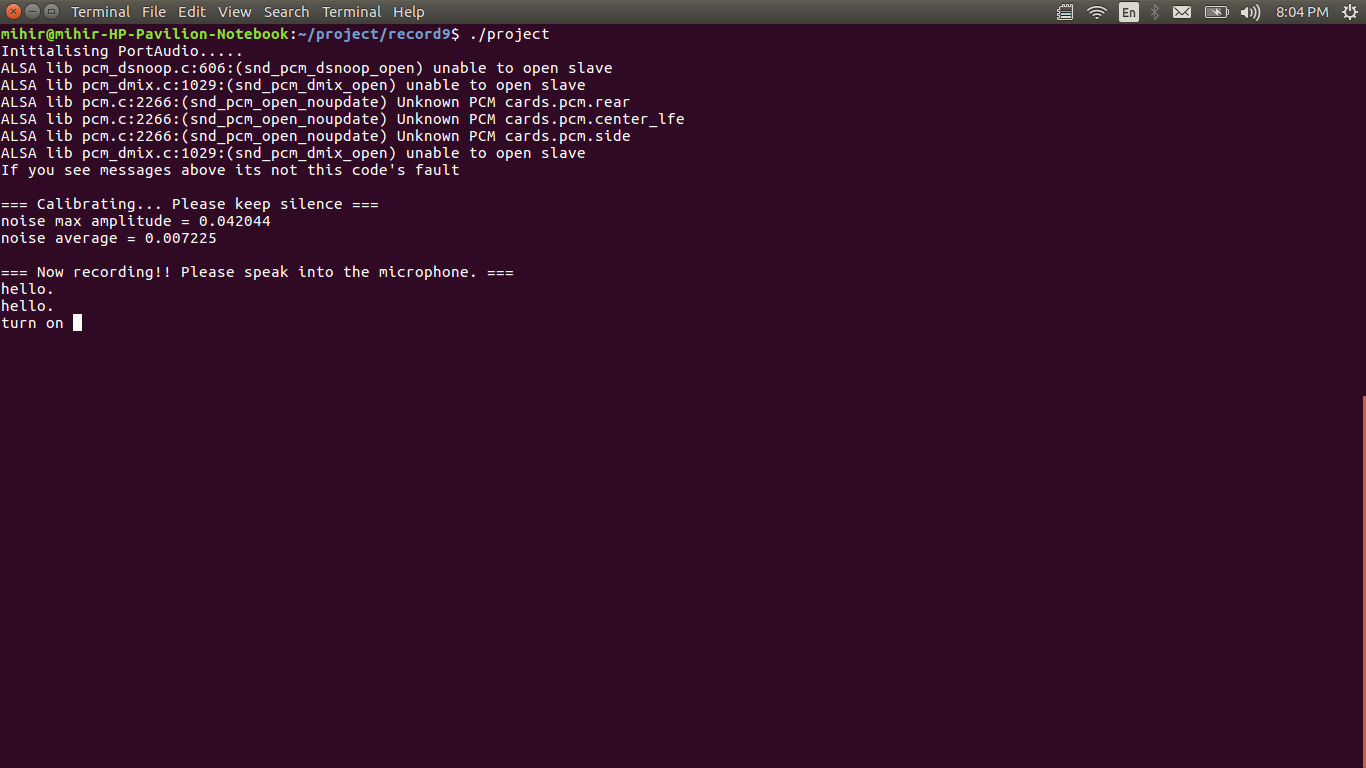 Terminal File Edit View Search Terminal Help En 8:04 PM
mihir@mihir-HP-Pavilion-Notebook:~/project/record9$ ./project
Initialising PortAudio.....
ALSA lib pcm_dsnoop.c:606:(snd_pcm_dsnoop_open) unable to open slave
ALSA lib pcm_dmix.c:1029:(snd_pcm_dmix_open) unable to open slave
ALSA lib pcm.c:2266:(snd_pcm_open_noupdate) Unknown PCM cards.pcm.rear
ALSA lib pcm.c:2266:(snd_pcm_open_noupdate) Unknown PCM cards.pcm.center_lfe
ALSA lib pcm.c:2266:(snd_pcm_open_noupdate) Unknown PCM cards.pcm.side
ALSA lib pcm_dmix.c:1029:(snd_pcm_dmix_open) unable to open slave
If you see messages above its not this code's fault
=== Calibrating... Please keep silence ===
noise max amplitude = 0.042044
noise average = 0.007225
=== Now recording!! Please speak into the microphone. ===
hello.
hello.
turn on